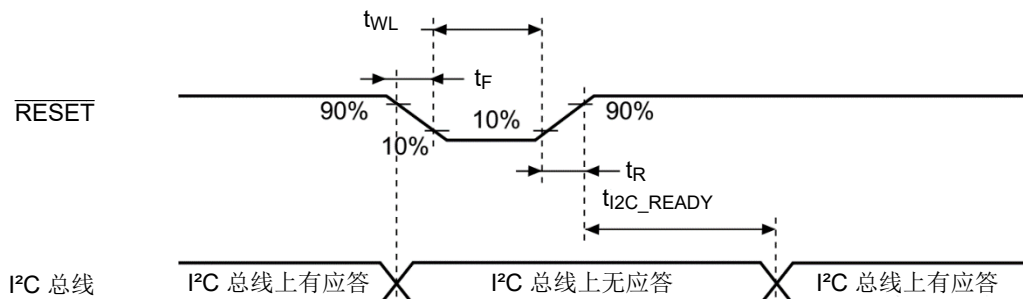 tWL
tF
RESET
90%
10%
10%
90%
tR
tI2C_READY
I²C 总线
I²C 总线上有应答
I²C 总线上无应答
I²C 总线上有应答